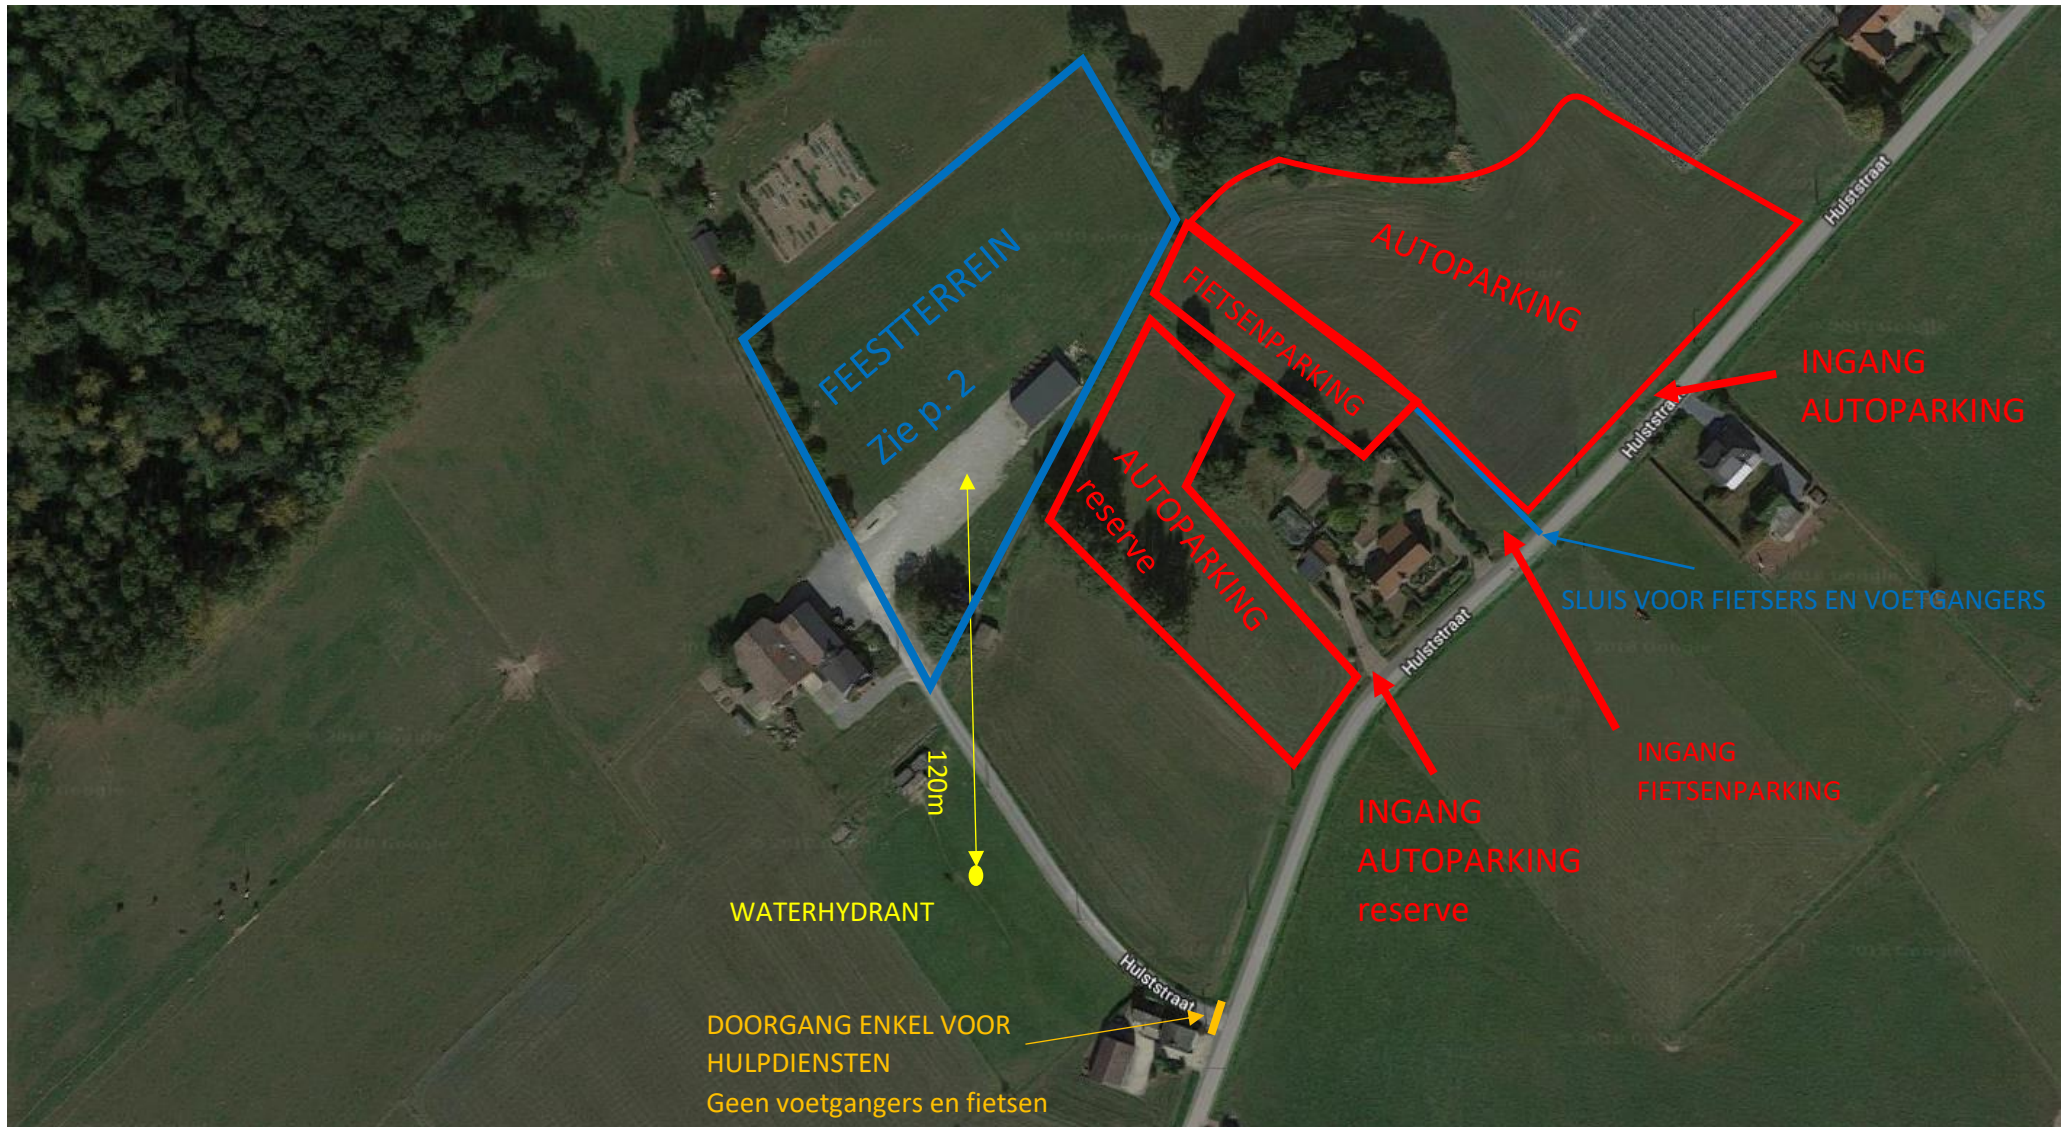 Hulststraat
FEESTTERREIN
Zie p. 2
AUTOPARKING
FIETSENPARKING
INGANG
AUTOPARKING
Hulststraat
AUTOPARKING
reserve
SLUIS VOOR FIETSERS EN VOETGANGERS
Hulststraat
INGANG
FIETSENPARKING
120m
INGANG
AUTOPARKING
reserve
WATERHYDRANT
Hulststraat
DOORGANG ENKEL VOOR
HULPDIENSTEN
Geen voetgangers en fietsen